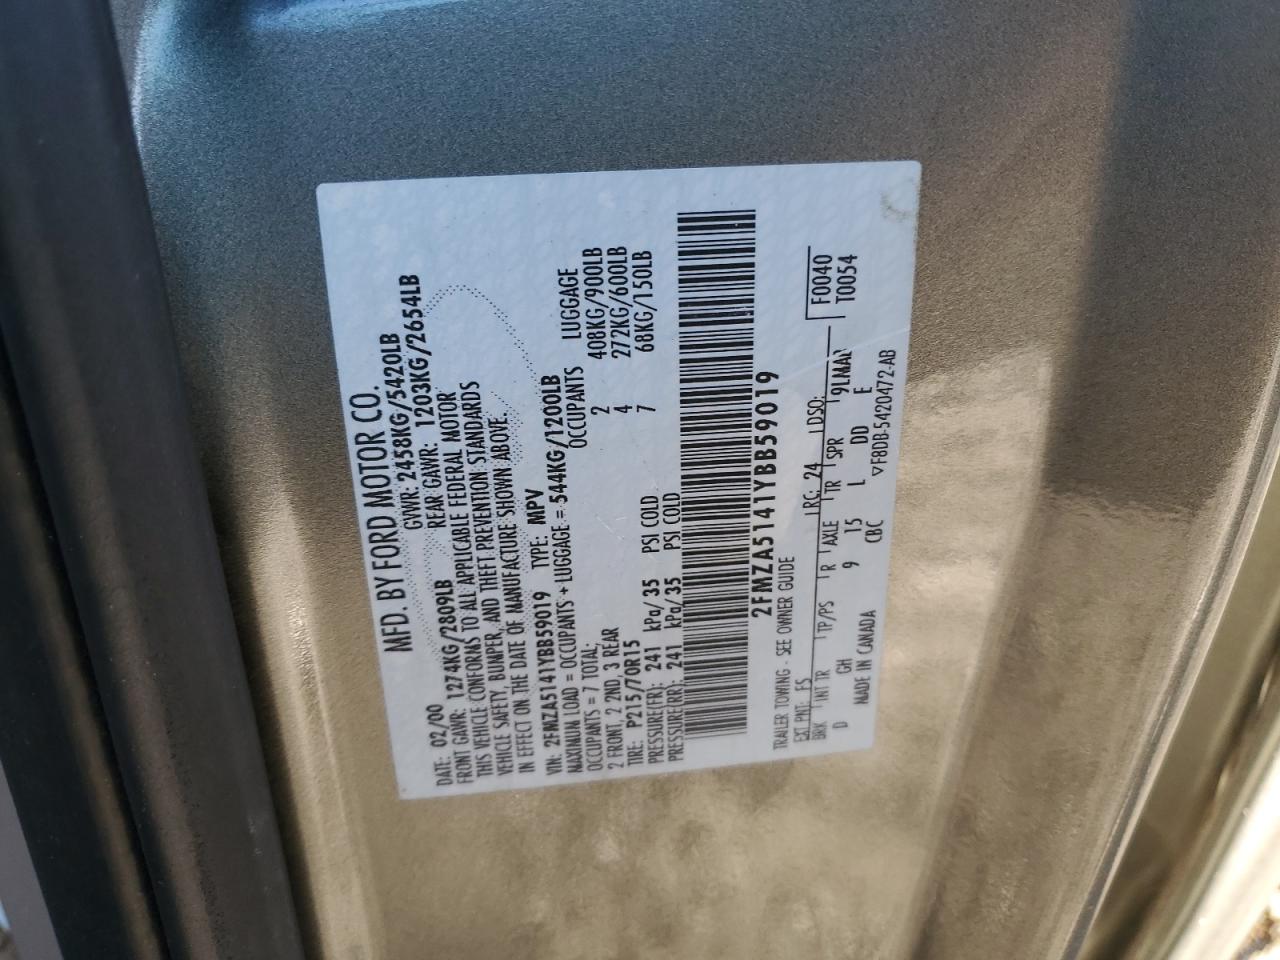 MFD. BY FORD MOTOR CO.
DATE: 02/00 GVWR: 2458KG/5420LB
FRONT GAWR: 1274KG/2809LB REAR GAWR: 1203KG/2654LB
THIS VEHICLE CONFORMS TO ALL APPLICABLE FEDERAL MOTOR
VEHICLE SAFETY, BUMPER, AND THEFT PREVENTION STANDARDS
IN EFFECT ON THE DATE OF MANUFACTURE SHOWN ABOVE.
VIN: 2FMZA5141YBB59019 TYPE: MPV
MAXIMUM LOAD = OCCUPANTS + LUGGAGE = 544KG/1200LB
OCCUPANTS = 7 TOTAL: OCCUPANTS LUGGAGE
2 FRONT, 2 2ND, 3 REAR 2 408KG/900LB
TIRE: P215/70R15 4 272KG/600LB
PRESSURE(FR): 241 kPa/35 PSI COLD 7 68KG/150LB
PRESSURE(RR): 241 kPa/35 PSI COLD
2FMZA5141YBB59019
TRAILER TOWING - SEE OWNER GUIDE
EXT PNT: FS RC: 24 DSO: F0040
BRK INT TR TP/PS R AXLE TR SPR 9LMAN T0054
D GH 9 15 L DD E
MADE IN CANADA CBC ▽F8DB-5420472-AB